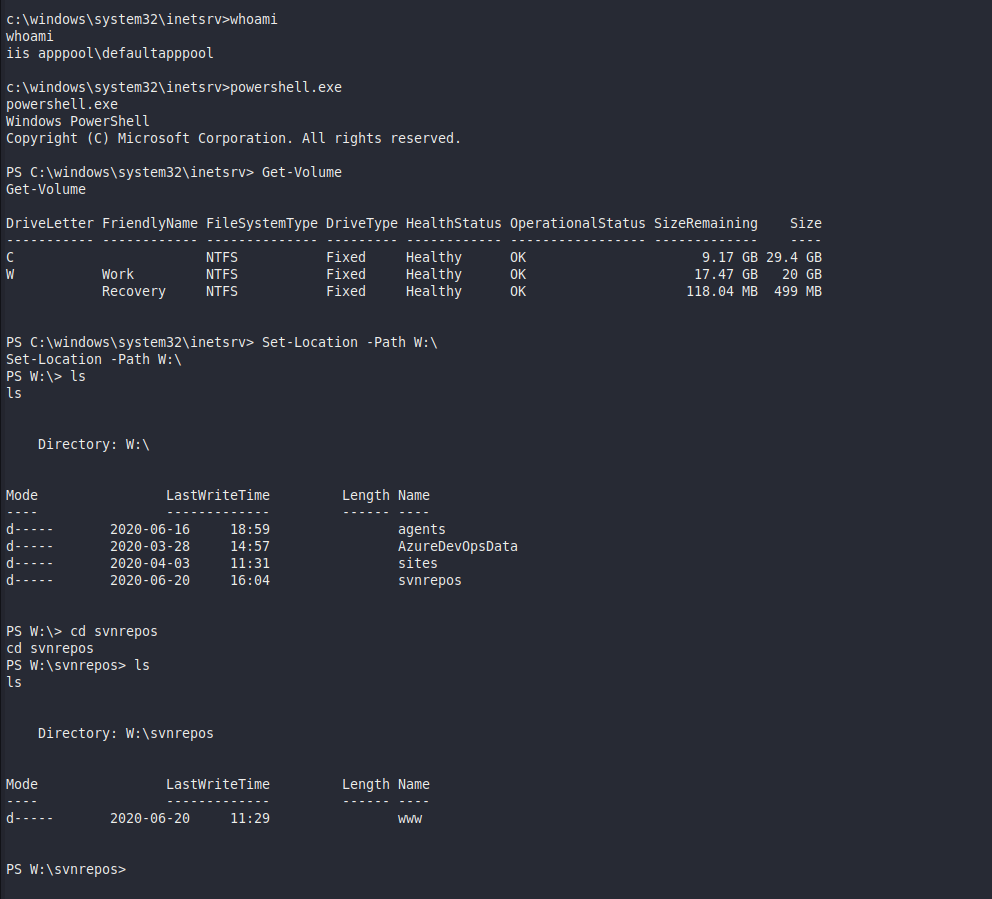 c:\windows\system32\inetsrv>whoami
whoami
iis apppool\defaultapppool
c:\windows\system32\inetsrv>powershell.exe
powershell.exe
Windows PowerShell
Copyright (C) Microsoft Corporation. All rights reserved.
PS C:\windows\system32\inetsrv> Get-Volume
Get-Volume
DriveLetter FriendlyName FileSystemType DriveType HealthStatus OperationalStatus SizeRemaining    Size
----------- ------------ -------------- --------- ------------ ----------------- -------------    ----
C                        NTFS           Fixed     Healthy      OK                      9.17 GB 29.4 GB
W           Work         NTFS           Fixed     Healthy      OK                     17.47 GB   20 GB
            Recovery     NTFS           Fixed     Healthy      OK                    118.04 MB  499 MB
PS C:\windows\system32\inetsrv> Set-Location -Path W:\
Set-Location -Path W:\
PS W:\> ls
ls
    Directory: W:\
Mode                LastWriteTime         Length Name
----                -------------         ------ ----
d-----       2020-06-16     18:59                agents
d-----       2020-03-28     14:57                AzureDevOpsData
d-----       2020-04-03     11:31                sites
d-----       2020-06-20     16:04                svnrepos
PS W:\> cd svnrepos
cd svnrepos
PS W:\svnrepos> ls
ls
    Directory: W:\svnrepos
Mode                LastWriteTime         Length Name
----                -------------         ------ ----
d-----       2020-06-20     11:29                www
PS W:\svnrepos>